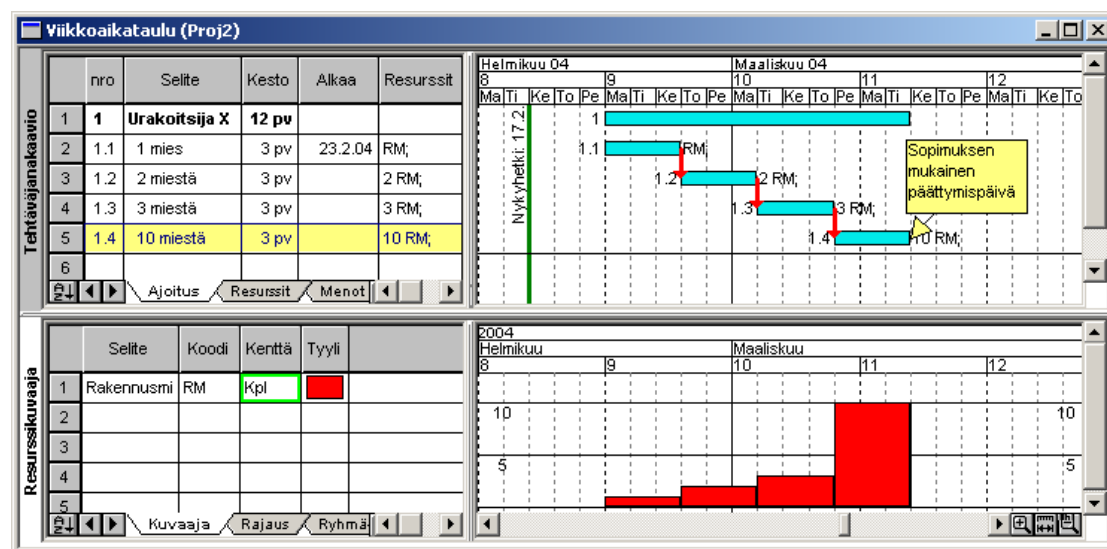 Viikkoaikataulu (Proj2)
Tehtäväjanakaavio
nro Selite Kesto Alkaa Resurssit
1 1 Urakoitsija X 12 pv
2 1.1 1 mies 3 pv 23.2.04 RM;
3 1.2 2 miestä 3 pv 2 RM;
4 1.3 3 miestä 3 pv 3 RM;
5 1.4 10 miestä 3 pv 10 RM;
6
Ajoitus Resurssit Menot
Helmikuu 04 Maaliskuu 04
8 9 10 11 12
Ma Ti Ke To Pe Ma Ti Ke To Pe Ma Ti Ke To Pe Ma Ti Ke To Pe Ma Ti Ke To
Nykyhetki: 17.2.
1
1.1 RM;
1.2 2 RM;
1.3 3 RM;
1.4 10 RM;
Sopimuksen
mukainen
päättymispäivä
Resurssikuvaaja
Selite Koodi Kenttä Tyyli
1 Rakennusmi RM Kpl
2
3
4
5
Kuvaaja Rajaus Ryhmä
2004
Helmikuu Maaliskuu
8 9 10 11 12
10 10
5 5